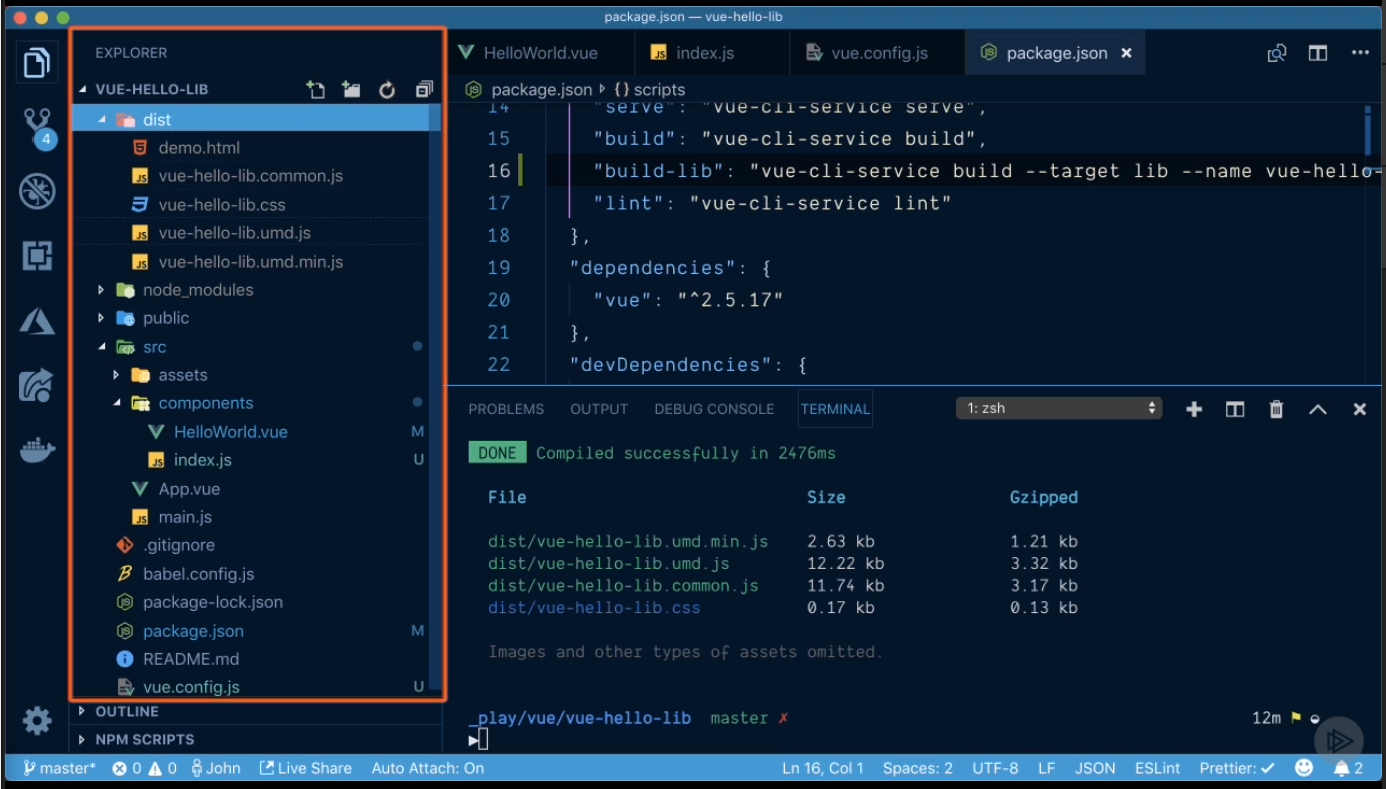 package.json — vue-hello-lib
EXPLORER
VUE-HELLO-LIB
dist
demo.html
vue-hello-lib.common.js
vue-hello-lib.css
vue-hello-lib.umd.js
vue-hello-lib.umd.min.js
node_modules
public
src
assets
components
HelloWorld.vue M
index.js U
App.vue
main.js
.gitignore
babel.config.js
package-lock.json
package.json M
README.md
vue.config.js U
OUTLINE
NPM SCRIPTS
4
HelloWorld.vue index.js vue.config.js package.json ×
package.json {} scripts
14 "serve": "vue-cli-service serve",
15 "build": "vue-cli-service build",
16 "build-lib": "vue-cli-service build --target lib --name vue-hello-
17 "lint": "vue-cli-service lint"
18 },
19 "dependencies": {
20 "vue": "^2.5.17"
21 },
22 "devDependencies": {
PROBLEMS OUTPUT DEBUG CONSOLE TERMINAL 1: zsh
DONE Compiled successfully in 2476ms
File Size Gzipped
dist/vue-hello-lib.umd.min.js 2.63 kb 1.21 kb
dist/vue-hello-lib.umd.js 12.22 kb 3.32 kb
dist/vue-hello-lib.common.js 11.74 kb 3.17 kb
dist/vue-hello-lib.css 0.17 kb 0.13 kb
Images and other types of assets omitted.
_play/vue/vue-hello-lib master ✗ 12m
master* 0 0 John Live Share Auto Attach: On Ln 16, Col 1 Spaces: 2 UTF-8 LF JSON ESLint Prettier: ✓ 2